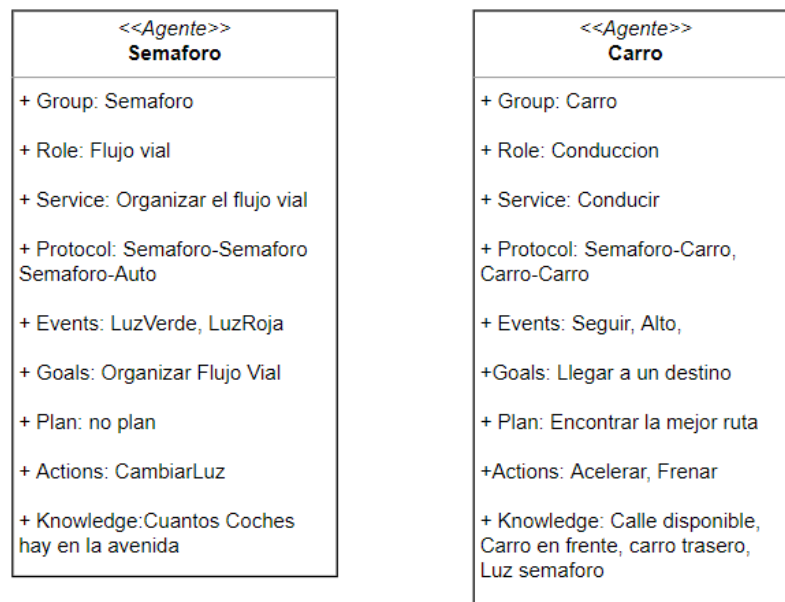 <<Agente>>
Semaforo
+ Group: Semaforo
+ Role: Flujo vial
+ Service: Organizar el flujo vial
+ Protocol: Semaforo-Semaforo
Semaforo-Auto
+ Events: LuzVerde, LuzRoja
+ Goals: Organizar Flujo Vial
+ Plan: no plan
+ Actions: CambiarLuz
+ Knowledge:Cuantos Coches
hay en la avenida
<<Agente>>
Carro
+ Group: Carro
+ Role: Conduccion
+ Service: Conducir
+ Protocol: Semaforo-Carro,
Carro-Carro
+ Events: Seguir, Alto,
+Goals: Llegar a un destino
+ Plan: Encontrar la mejor ruta
+Actions: Acelerar, Frenar
+ Knowledge: Calle disponible,
Carro en frente, carro trasero,
Luz semaforo